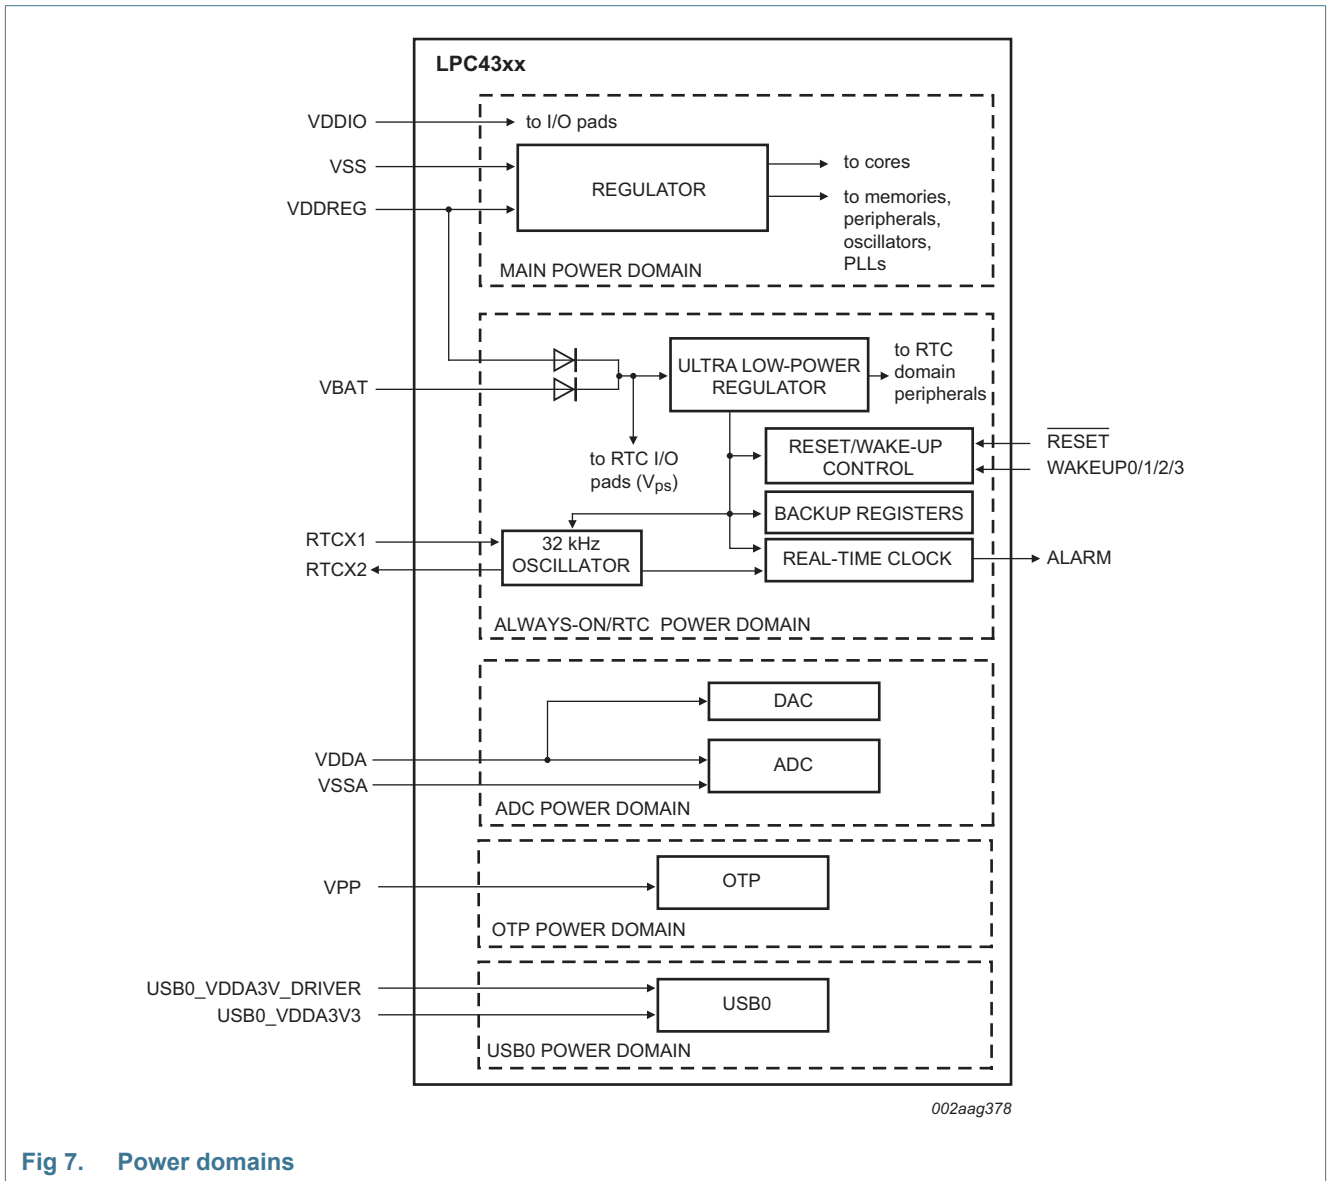 LPC43xx
VDDIO
to I/O pads
VSS
REGULATOR
to cores
VDDREG
to memories,
peripherals,
oscillators,
PLLs
MAIN POWER DOMAIN
VBAT
ULTRA LOW-POWER
REGULATOR
to RTC
domain
peripherals
to RTC I/O
pads (Vps)
RESET/WAKE-UP
CONTROL
RESET
WAKEUP0/1/2/3
BACKUP REGISTERS
RTCX1
RTCX2
32 kHz
OSCILLATOR
REAL-TIME CLOCK
ALARM
ALWAYS-ON/RTC POWER DOMAIN
DAC
VDDA
VSSA
ADC
ADC POWER DOMAIN
VPP
OTP
OTP POWER DOMAIN
USB0_VDDA3V_DRIVER
USB0_VDDA3V3
USB0
USB0 POWER DOMAIN
002aag378
Fig 7. Power domains